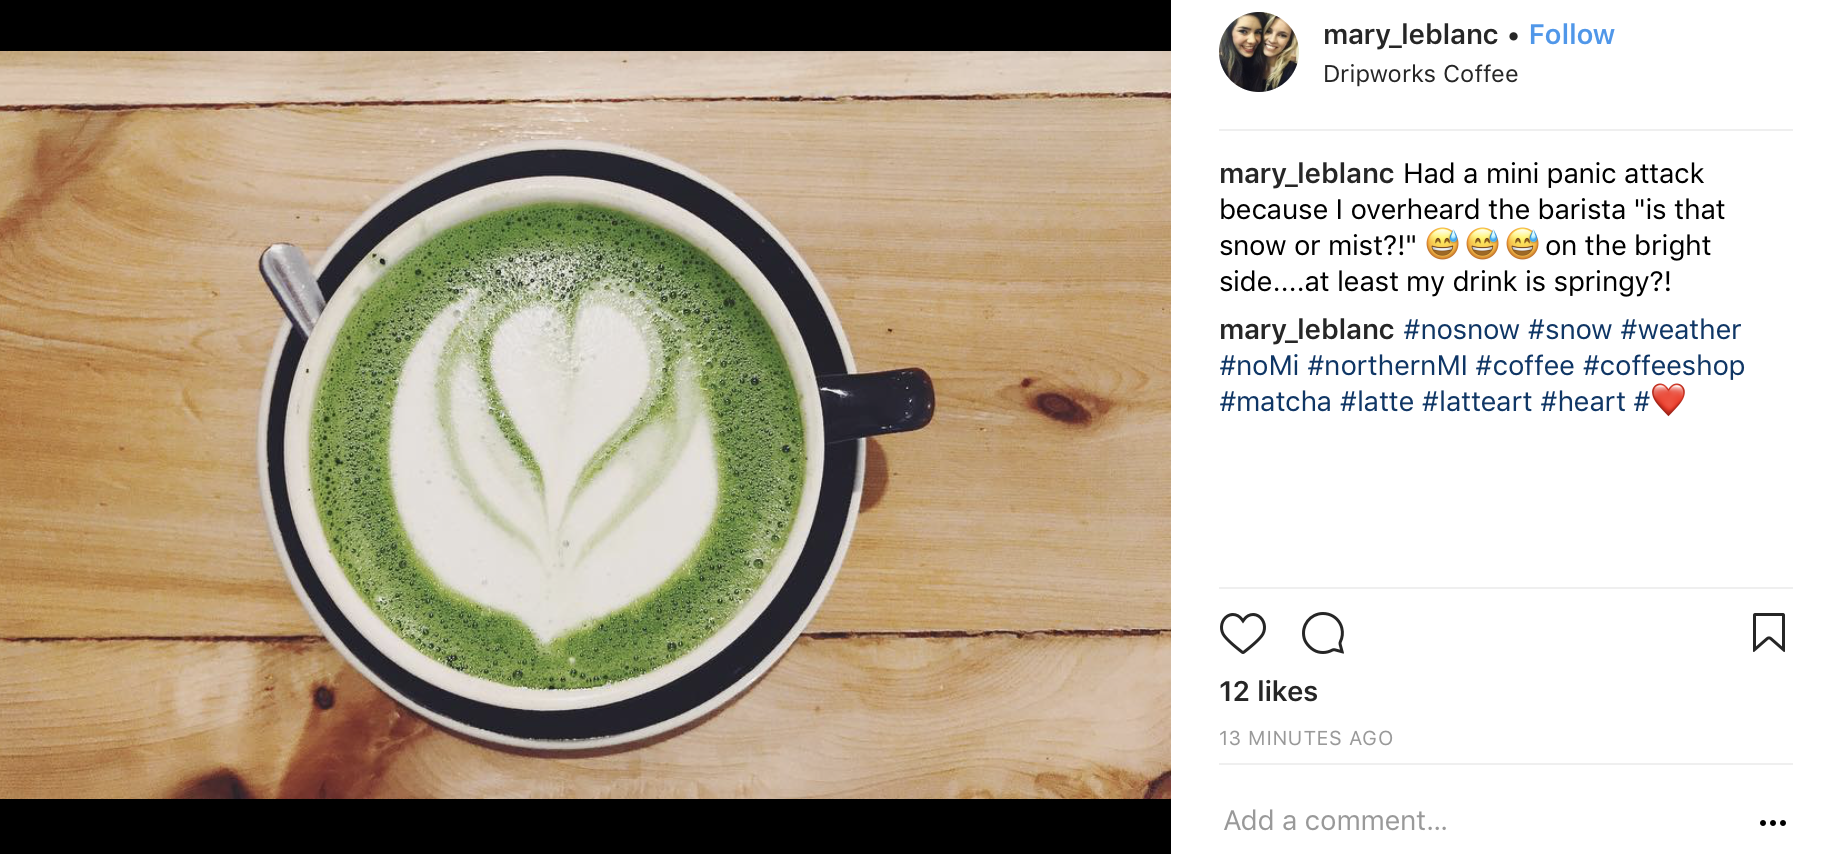 mary_leblanc • Follow
Dripworks Coffee
mary_leblanc Had a mini panic attack
because I overheard the barista "is that
snow or mist?!" 😅😅😅 on the bright
side....at least my drink is springy?!
mary_leblanc #nosnow #snow #weather
#noMi #northernMI #coffee #coffeeshop
#matcha #latte #latteart #heart #❤️
12 likes
13 MINUTES AGO
Add a comment...